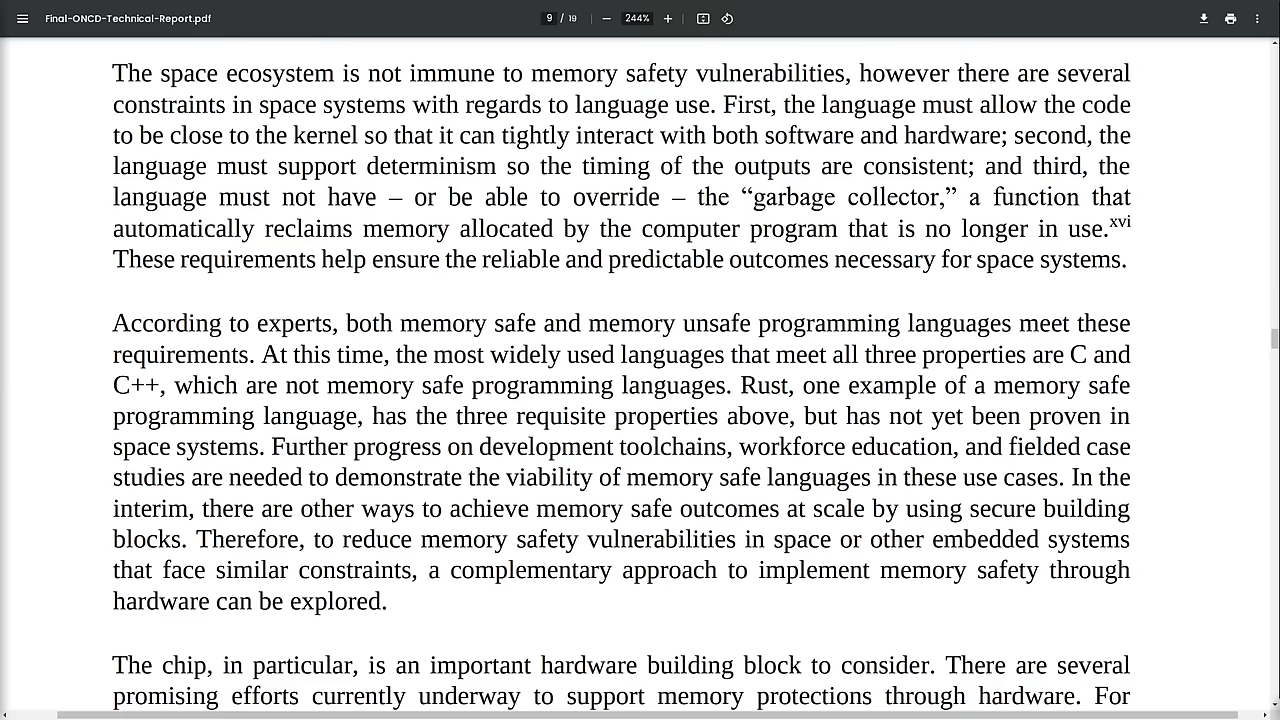 Final-ONCD-Technical-Report.pdf
9 / 19
244%
The space ecosystem is not immune to memory safety vulnerabilities, however there are several
constraints in space systems with regards to language use. First, the language must allow the code
to be close to the kernel so that it can tightly interact with both software and hardware; second, the
language must support determinism so the timing of the outputs are consistent; and third, the
language must not have – or be able to override – the “garbage collector,” a function that
automatically reclaims memory allocated by the computer program that is no longer in use.xvi
These requirements help ensure the reliable and predictable outcomes necessary for space systems.
According to experts, both memory safe and memory unsafe programming languages meet these
requirements. At this time, the most widely used languages that meet all three properties are C and
C++, which are not memory safe programming languages. Rust, one example of a memory safe
programming language, has the three requisite properties above, but has not yet been proven in
space systems. Further progress on development toolchains, workforce education, and fielded case
studies are needed to demonstrate the viability of memory safe languages in these use cases. In the
interim, there are other ways to achieve memory safe outcomes at scale by using secure building
blocks. Therefore, to reduce memory safety vulnerabilities in space or other embedded systems
that face similar constraints, a complementary approach to implement memory safety through
hardware can be explored.
The chip, in particular, is an important hardware building block to consider. There are several
promising efforts currently underway to support memory protections through hardware. For